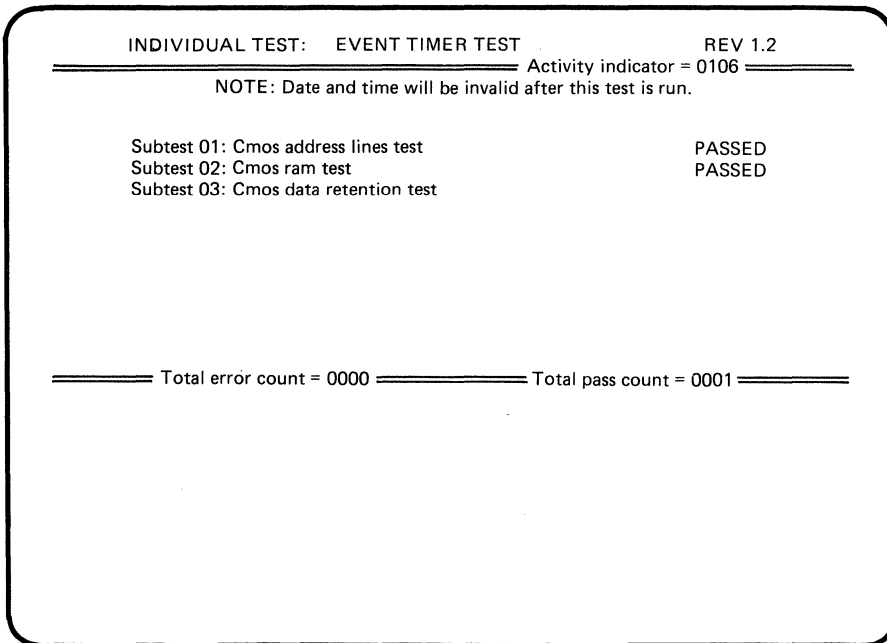 INDIVIDUAL TEST: EVENT TIMER TEST REV 1.2
Activity indicator = 0106
NOTE: Date and time will be invalid after this test is run.
Subtest 01: Cmos address lines test PASSED
Subtest 02: Cmos ram test PASSED
Subtest 03: Cmos data retention test
Total error count = 0000 Total pass count = 0001